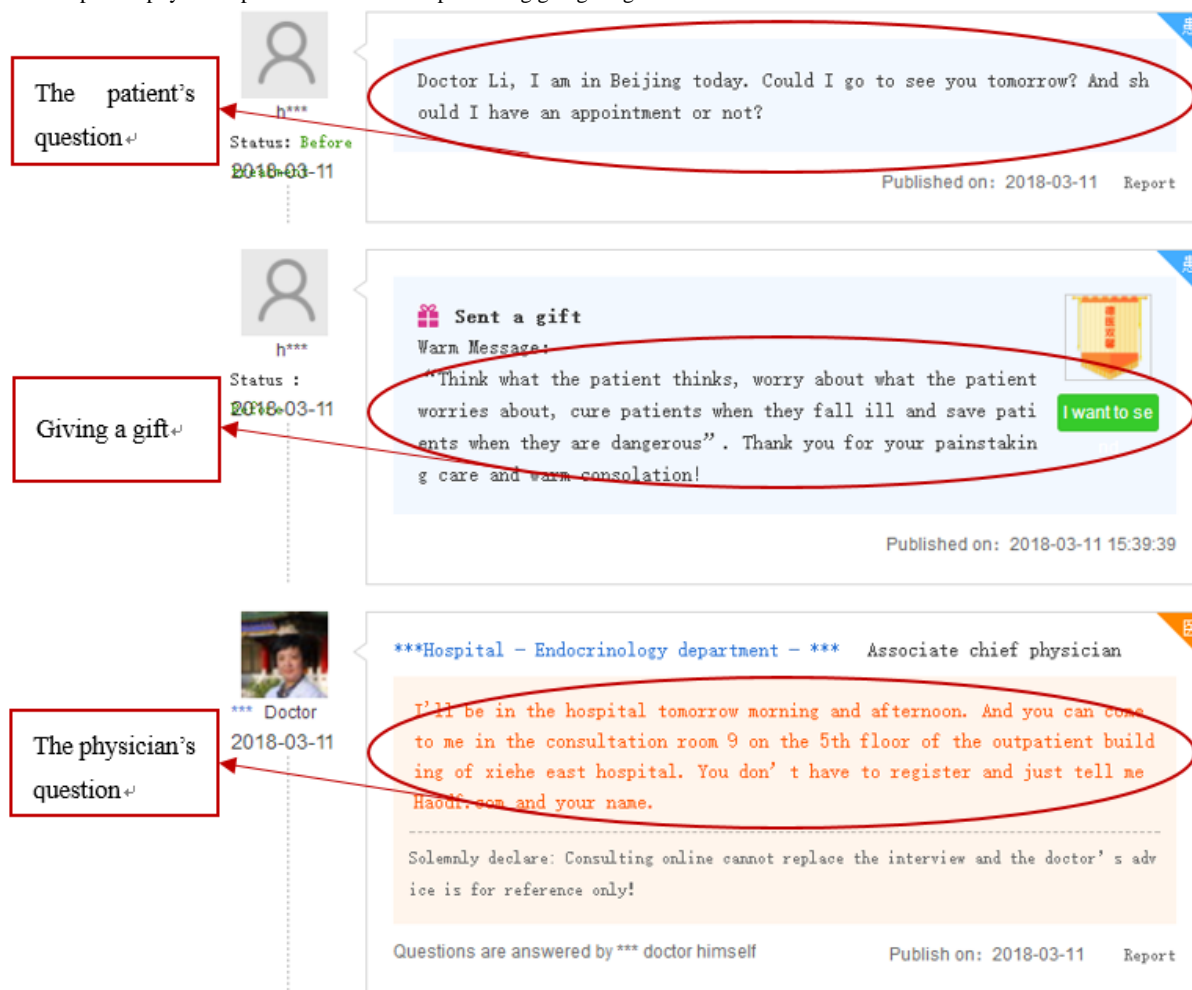 The patient's
question
h***
Status: Before
2018-03-11
Doctor Li, I am in Beijing today. Could I go to see you tomorrow? And sh
ould I have an appointment or not?
Published on: 2018-03-11 Report
Giving a gift
h***
Status :
2018-03-11
Sent a gift
Warm Message:
"Think what the patient thinks, worry about what the patient
worries about, cure patients when they fall ill and save pati
ents when they are dangerous". Thank you for your painstakin
g care and warm consolation!
I want to se
Published on: 2018-03-11 15:39:39
The physician's
question
*** Doctor
2018-03-11
***Hospital - Endocrinology department - *** Associate chief physician
I'll be in the hospital tomorrow morning and afternoon. And you can come
to me in the consultation room 9 on the 5th floor of the outpatient build
ing of xiehe east hospital. You don't have to register and just tell me
Haodf.com and your name.
Solemnly declare: Consulting online cannot replace the interview and the doctor's adv
ice is for reference only!
Questions are answered by *** doctor himself
Publish on: 2018-03-11 Report